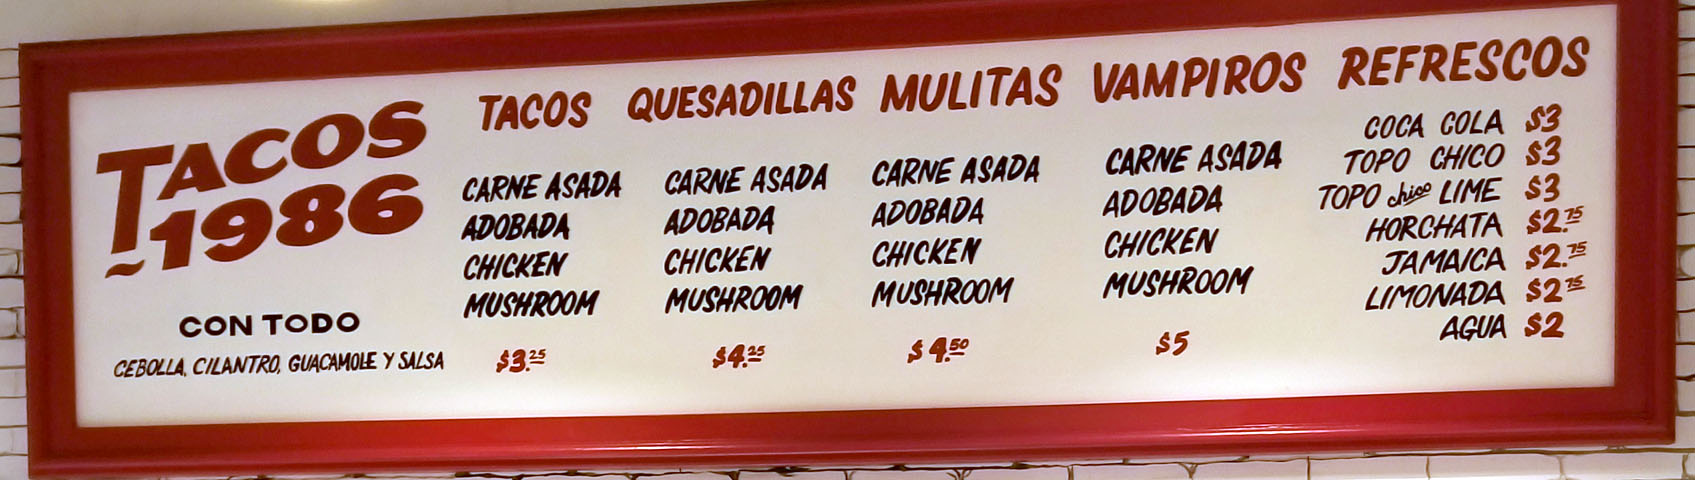 TACOS
~1986
CON TODO
CEBOLLA, CILANTRO, GUACAMOLE Y SALSA
TACOS
CARNE ASADA
ADOBADA
CHICKEN
MUSHROOM
$3.25
QUESADILLAS
CARNE ASADA
ADOBADA
CHICKEN
MUSHROOM
$4.25
MULITAS
CARNE ASADA
ADOBADA
CHICKEN
MUSHROOM
$4.50
VAMPIROS
CARNE ASADA
ADOBADA
CHICKEN
MUSHROOM
$5
REFRESCOS
COCA COLA $3
TOPO CHICO $3
TOPO chico LIME $3
HORCHATA $2.75
JAMAICA $2.75
LIMONADA $2.75
AGUA $2